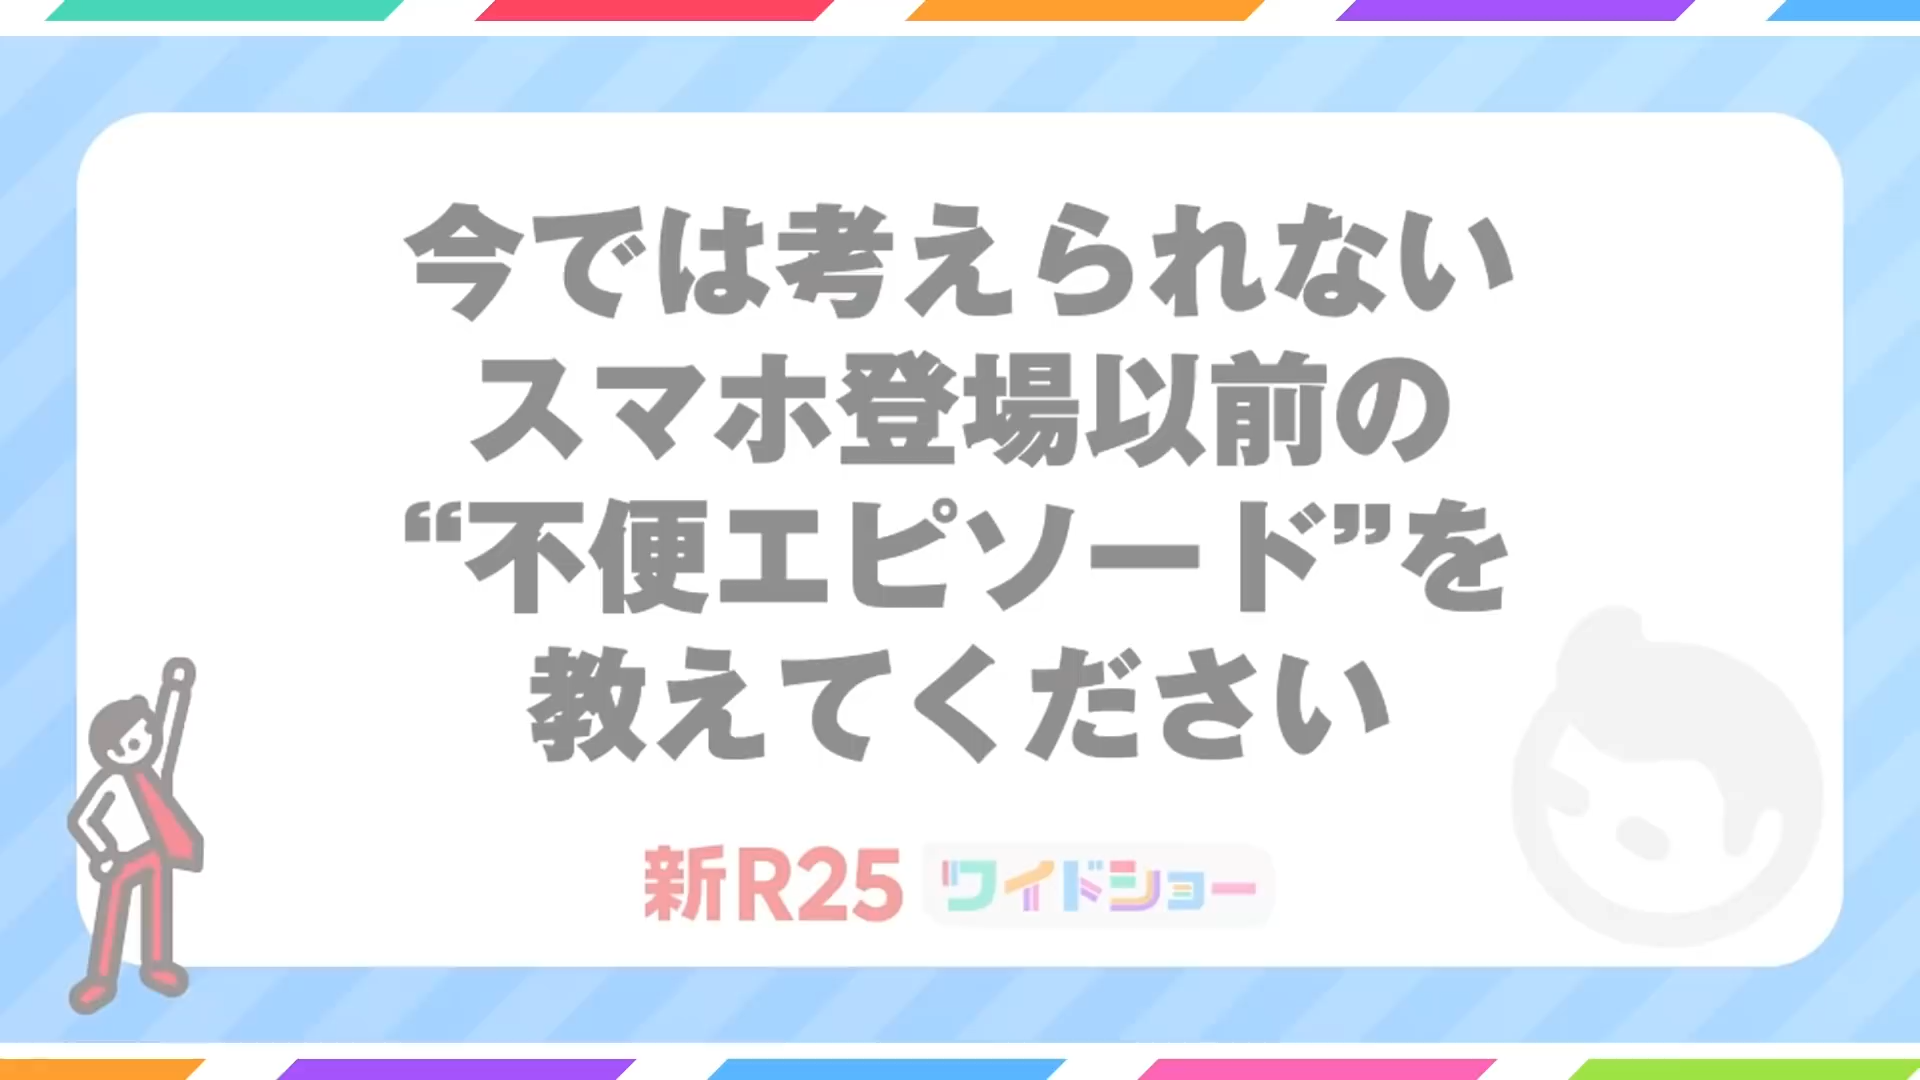 今では考えられない
スマホ登場以前の
“不便エピソード”を
教えてください
新R25 ワイドショー